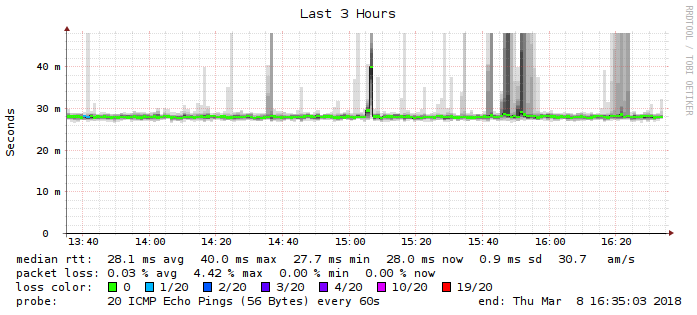 Last 3 Hours
RRDTOOL / TOBI OETIKER
Seconds
40 m
30 m
20 m
10 m
0
13:40 14:00 14:20 14:40 15:00 15:20 15:40 16:00 16:20
median rtt: 28.1 ms avg 40.0 ms max 27.7 ms min 28.0 ms now 0.9 ms sd 30.7 am/s
packet loss: 0.03 % avg 4.42 % max 0.00 % min 0.00 % now
loss color: 0 1/20 2/20 3/20 4/20 10/20 19/20
probe: 20 ICMP Echo Pings (56 Bytes) every 60s end: Thu Mar 8 16:35:03 2018